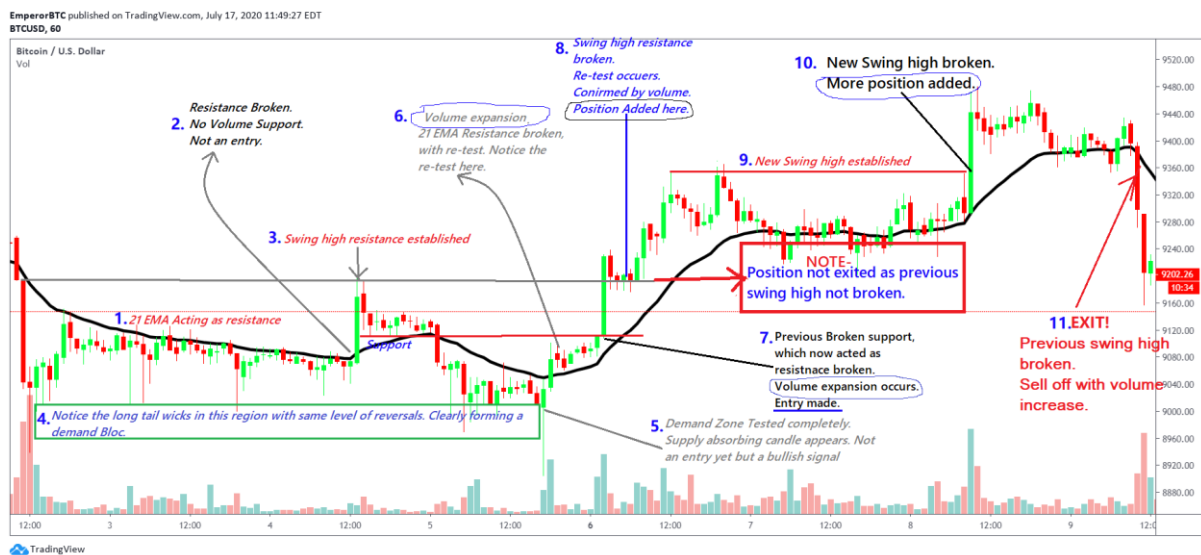 EmperorBTC published on TradingView.com, July 17, 2020 11:49:27 EDT
BTCUSD, 60
Bitcoin / U.S. Dollar
Vol
1. 21 EMA Acting as resistance
2. Resistance Broken.
No Volume Support.
Not an entry.
3. Swing high resistance established
Support
4. Notice the long tail wicks in this region with same level of reversals. Clearly forming a
demand Bloc.
5. Demand Zone Tested completely.
Supply absorbing candle appears. Not
an entry yet but a bullish signal
6. Volume expansion
21 EMA Resistance broken,
with re-test. Notice the
re-test here.
7. Previous Broken support,
which now acted as
resistnace broken.
Volume expansion occurs.
Entry made.
8. Swing high resistance
broken.
Re-test occuers.
Conirmed by volume.
Position Added here.
9. New Swing high established
NOTE-
Position not exited as previous
swing high not broken.
10. New Swing high broken.
More position added.
11. EXIT!
Previous swing high
broken.
Sell off with volume
increase.
9520.00
9480.00
9440.00
9400.00
9360.00
9320.00
9280.00
9240.00
9202.26
10:34
9160.00
9120.00
9080.00
9040.00
9000.00
8960.00
8920.00
8880.00
12:00 3 12:00 4 12:00 5 12:00 6 12:00 7 12:00 8 12:00 9 12:0
TradingView